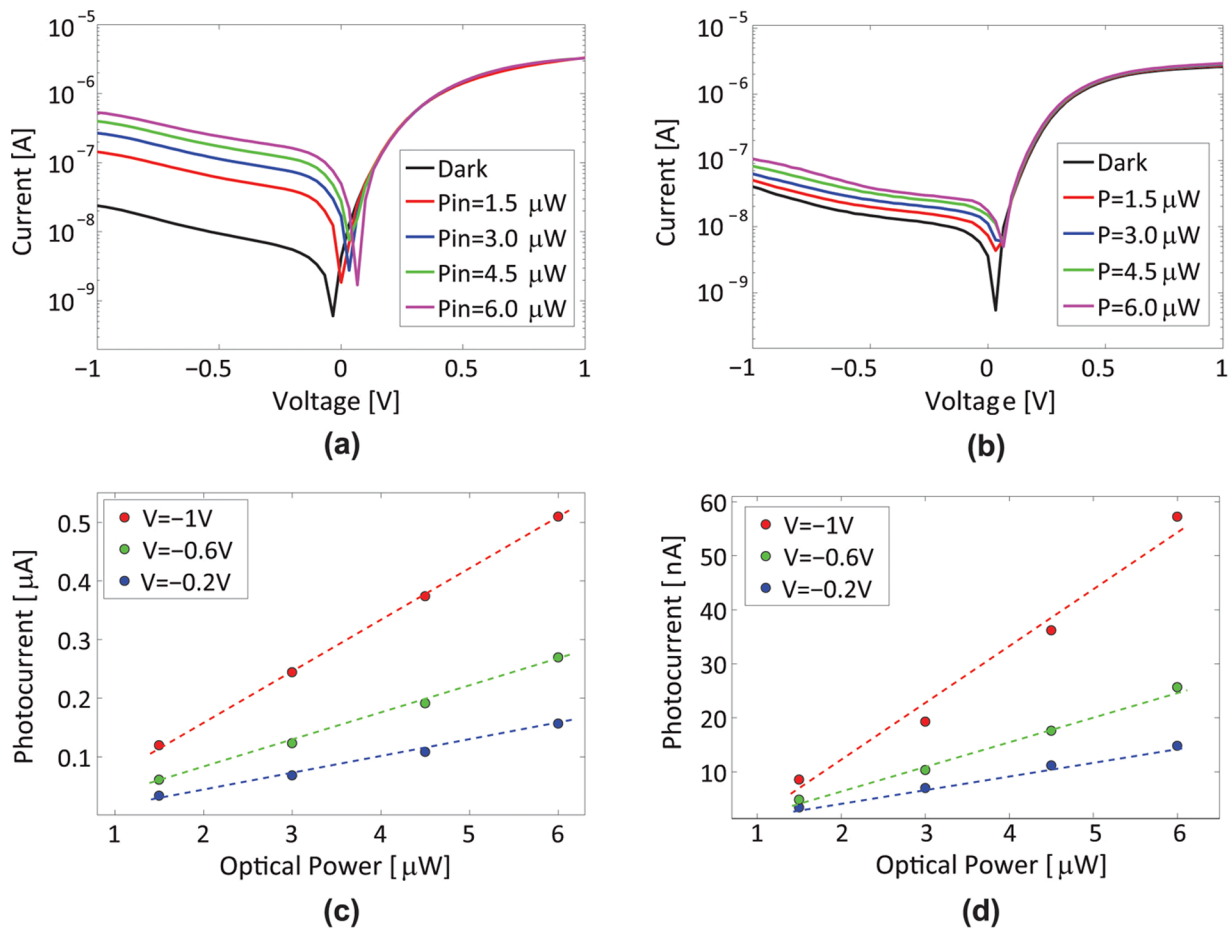 10⁻⁵
10⁻⁶
10⁻⁷
10⁻⁸
10⁻⁹
Current [A]
Dark
Pin=1.5 μW
Pin=3.0 μW
Pin=4.5 μW
Pin=6.0 μW
−1 −0.5 0 0.5 1
Voltage [V]
(a)
10⁻⁵
10⁻⁶
10⁻⁷
10⁻⁸
10⁻⁹
Current [A]
Dark
P=1.5 μW
P=3.0 μW
P=4.5 μW
P=6.0 μW
−1 −0.5 0 0.5 1
Voltage [V]
(b)
0.5
0.4
0.3
0.2
0.1
Photocurrent [μA]
V=−1V
V=−0.6V
V=−0.2V
1 2 3 4 5 6
Optical Power [μW]
(c)
60
50
40
30
20
10
Photocurrent [nA]
V=−1V
V=−0.6V
V=−0.2V
1 2 3 4 5 6
Optical Power [μW]
(d)